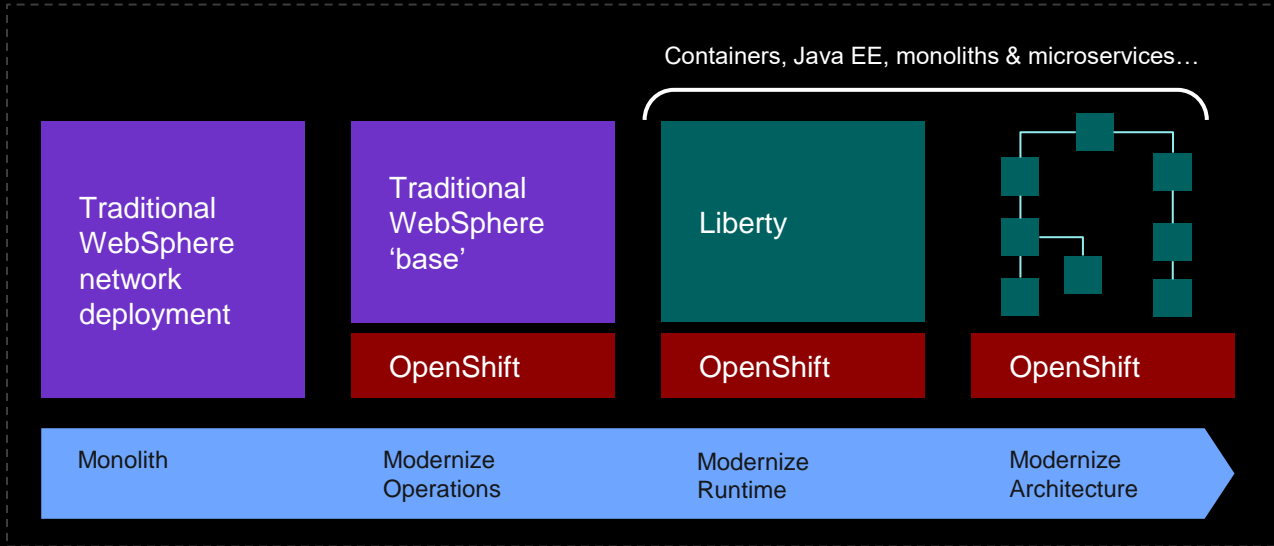 Containers, Java EE, monoliths & microservices…
Traditional
WebSphere
network
deployment
Traditional
WebSphere
‘base’
OpenShift
Liberty
OpenShift
OpenShift
Monolith
Modernize
Operations
Modernize
Runtime
Modernize
Architecture